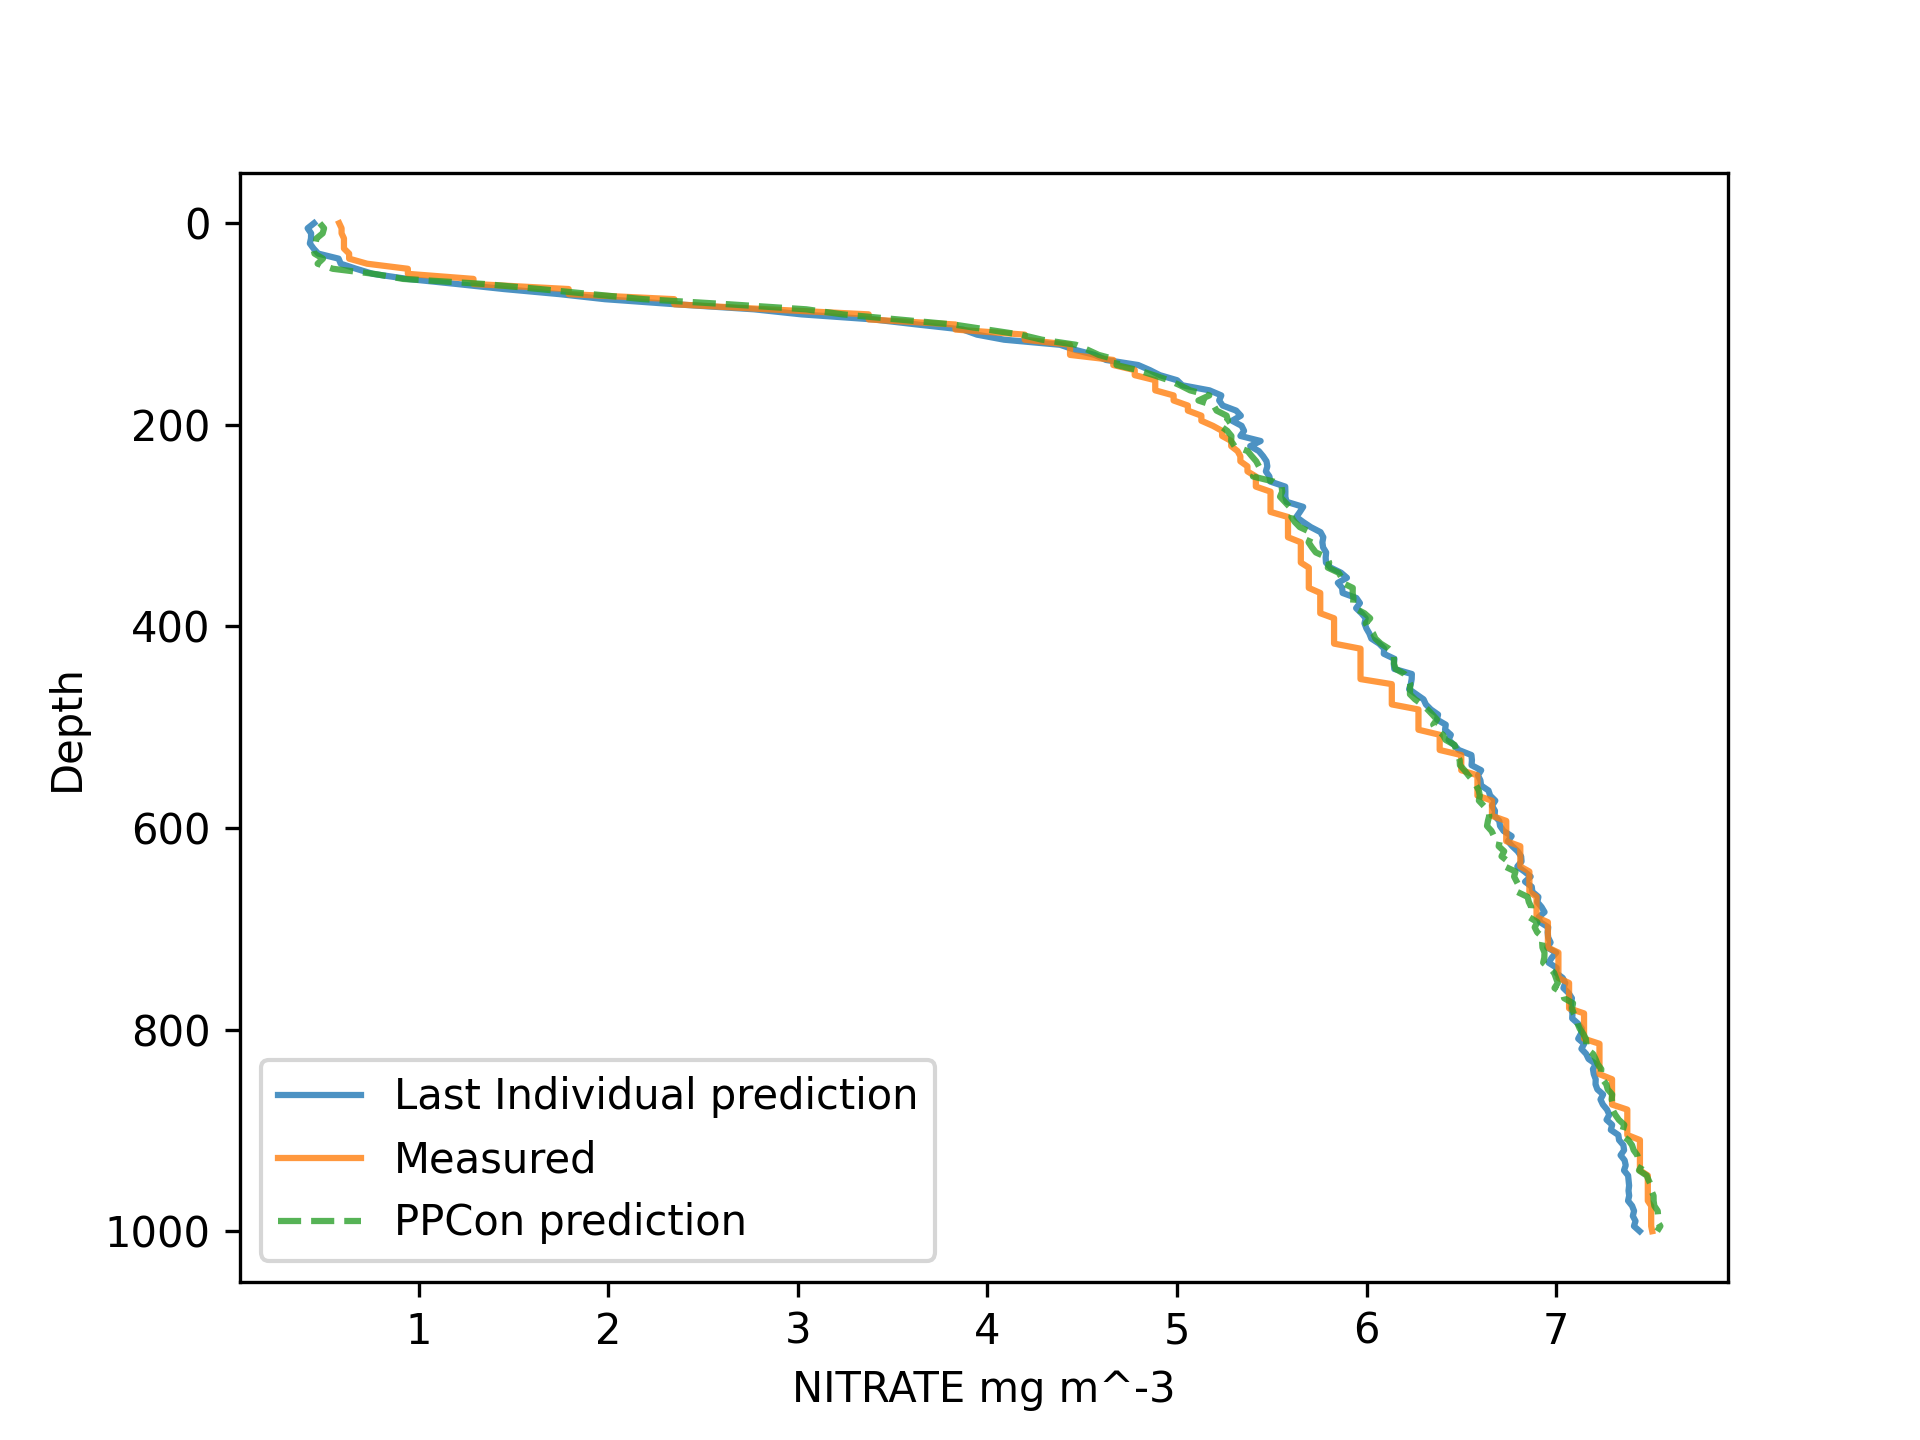 0
200
400
600
800
1000
Depth
Last Individual prediction
Measured
PPCon prediction
1 2 3 4 5 6 7
NITRATE mg m^-3